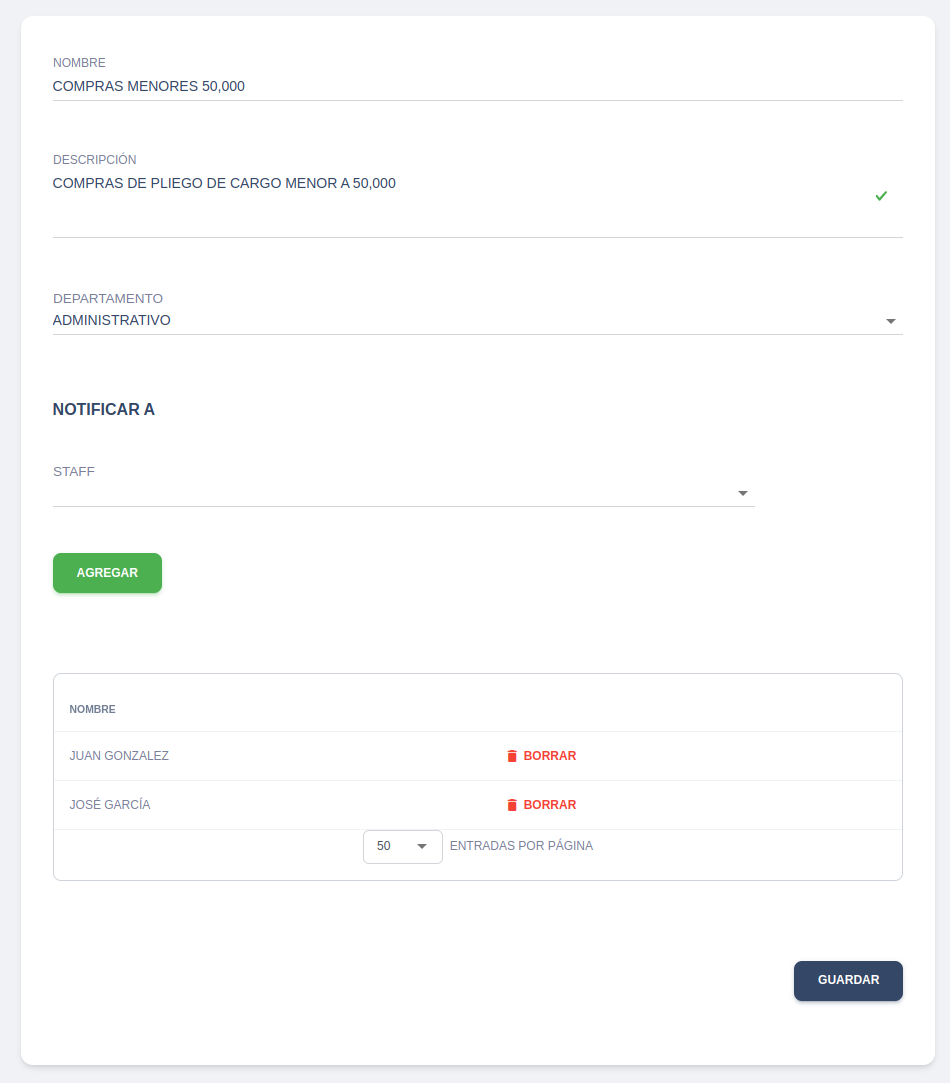 NOMBRE
COMPRAS MENORES 50,000
DESCRIPCIÓN
COMPRAS DE PLIEGO DE CARGO MENOR A 50,000
DEPARTAMENTO
ADMINISTRATIVO
NOTIFICAR A
STAFF
AGREGAR
NOMBRE
JUAN GONZALEZ BORRAR
JOSÉ GARCÍA BORRAR
50 ENTRADAS POR PÁGINA
GUARDAR